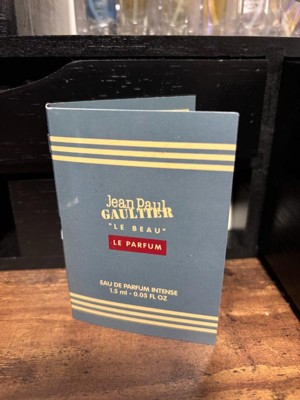 Jean Paul
GAULTIER
"LE BEAU"
LE PARFUM
EAU DE PARFUM INTENSE
1.5 ml - 0.05 FL OZ